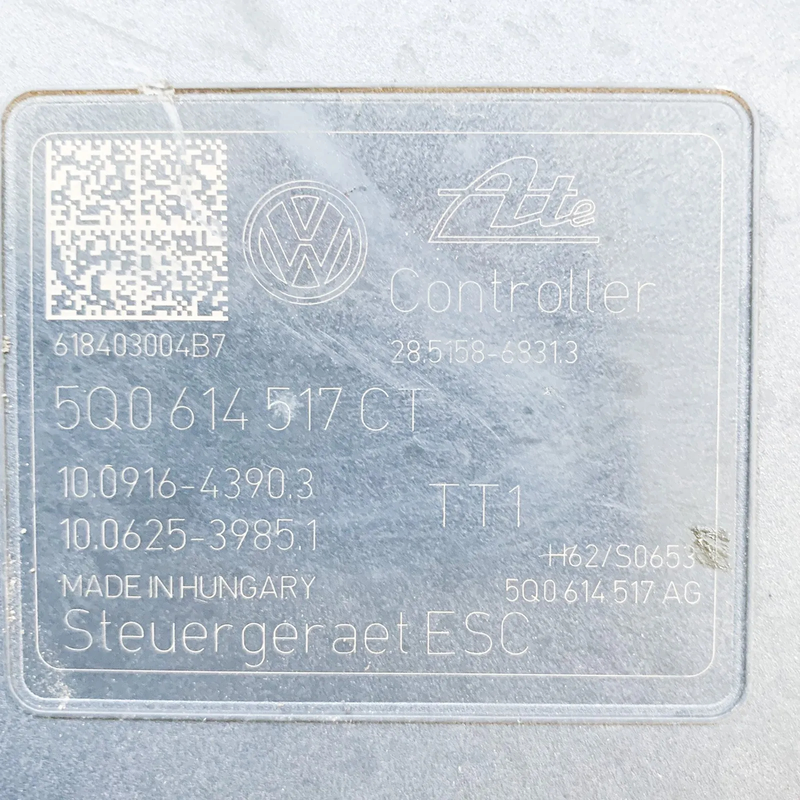 Ate
Controller
618403004B7
28.5158-6331.3
5Q0 614 517 CT
10.0916-4390.3
TT1
10.0625-3985.1
H62/S0653
MADE IN HUNGARY
5Q0 614 517 AG
Steuergeraet ESC